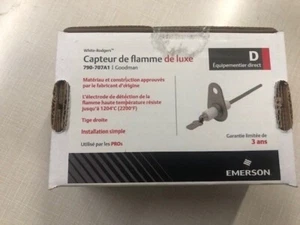 White-Rodgers™
Capteur de flamme de luxe
790-707A1 | Goodman
D
Équipementier direct
Matériau et construction approuvés
par le fabricant d'origine
L'électrode de détection de la
flamme haute température résiste
jusqu'à 1204°C (2200°F)
Tige droite
Installation simple
Utilisé par les PROs
Garantie limitée de
3 ans
EMERSON